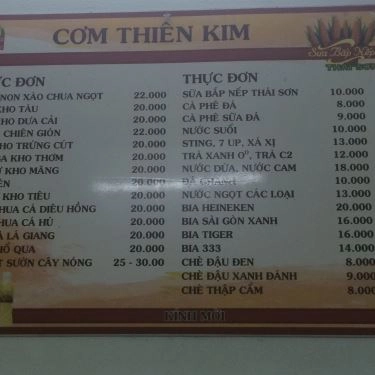 CƠM THIÊN KIM
Sữa Bắp Nếp
THÁI SƠN
THỰC ĐƠN
NON XÀO CHUA NGỌT 22.000
KHO TÀU 20.000
KHO DƯA CẢI 20.000
CHIÊN GIÒN 22.000
KHO TRỨNG CÚT 20.000
KHO THƠM 20.000
KHO MĂNG 20.000
20.000
KHO TIÊU 20.000
CHUA CÁ DIÊU HỒNG 20.000
CHUA CÁ HÚ 20.000
LÁ GIANG 20.000
KHỔ QUA 20.000
SƯỜN CÂY NÓNG 25 - 30.00
THỰC ĐƠN
SỮA BẮP NẾP THÁI SƠN 10.000
CÀ PHÊ ĐÁ 8.000
CÀ PHÊ SỮA ĐÁ 9.000
NƯỚC SUỐI 10.000
STING, 7 UP, XÁ XỊ 13.000
TRÀ XANH O°, TRÀ C2 12.000
NƯỚC DỪA, NƯỚC CAM 18.000
10.000
NƯỚC NGỌT CÁC LOẠI 13.000
BIA HEINEKEN 20.000
BIA SÀI GÒN XANH 16.000
BIA TIGER 16.000
BIA 333 14.000
CHÈ ĐẬU ĐEN 8.000
CHÈ ĐẬU XANH ĐÁNH 9.000
CHÈ THẬP CẨM 8.000
KÍNH MỜI